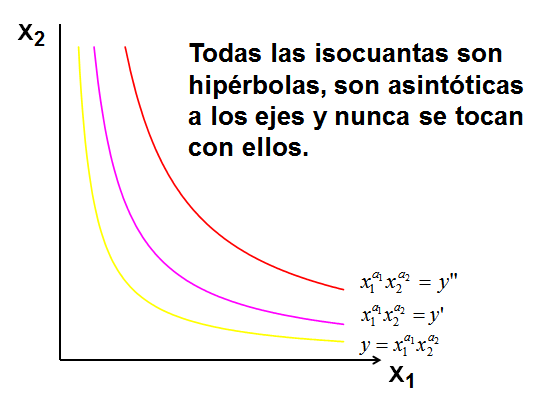 X₂
Todas las isocuantas son
hipérbolas, son asintóticas
a los ejes y nunca se tocan
con ellos.
x₁^{a₁} x₂^{a₂} = y"
x₁^{a₁} x₂^{a₂} = y'
y = x₁^{a₁} x₂^{a₂}
X₁